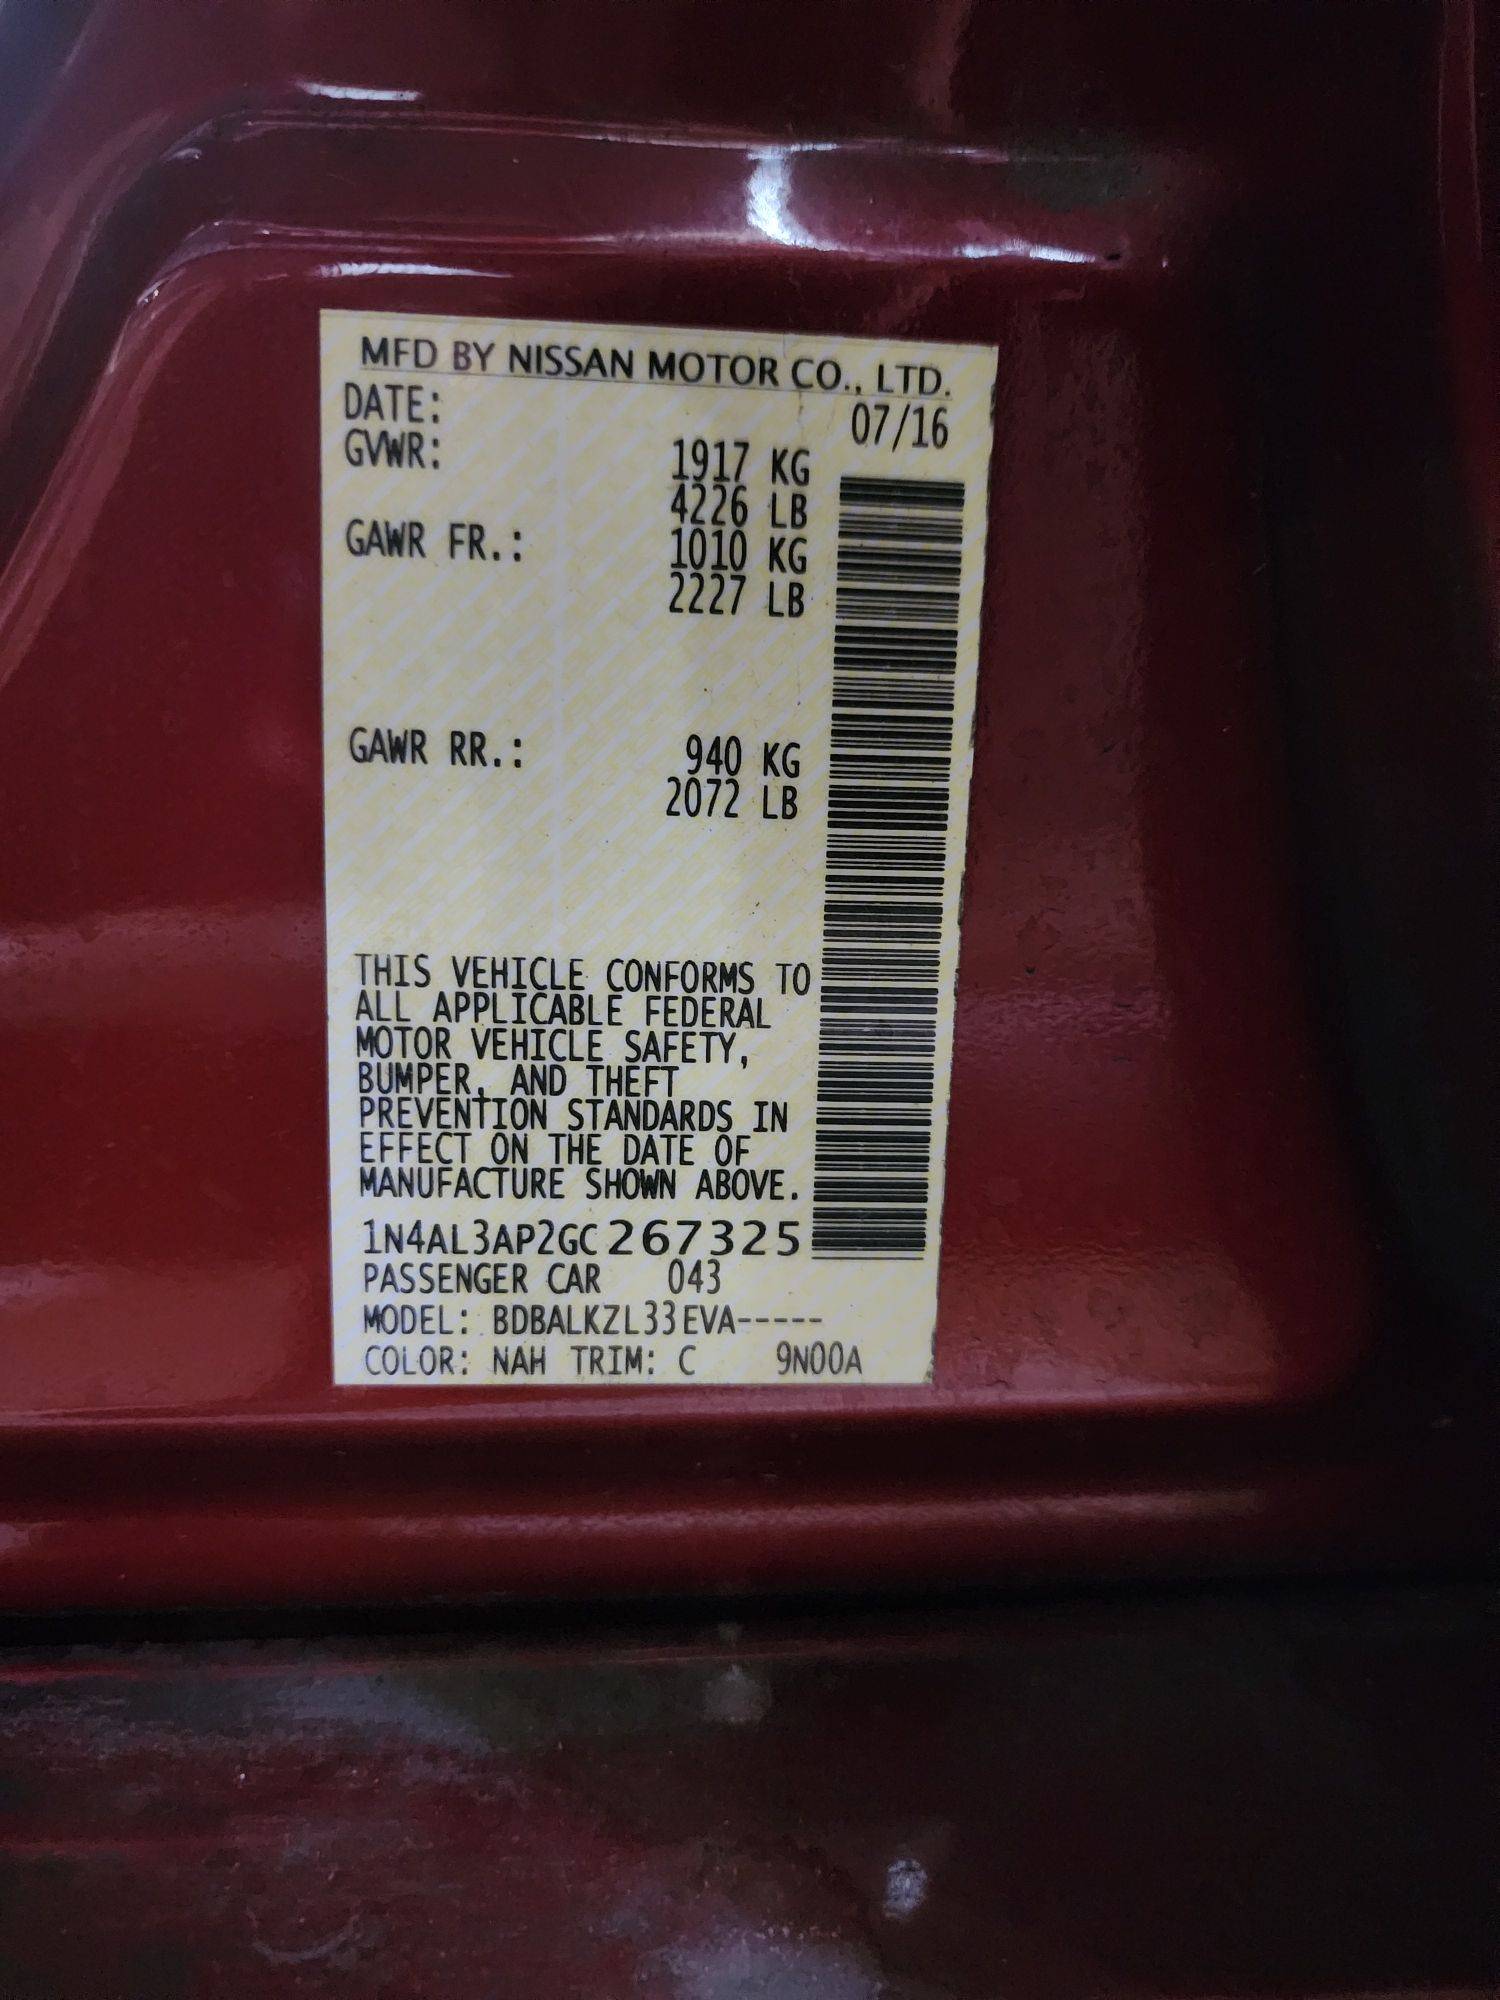 MFD BY NISSAN MOTOR CO., LTD.
DATE: 07/16
GVWR: 1917 KG
4226 LB
GAWR FR.: 1010 KG
2227 LB
GAWR RR.: 940 KG
2072 LB
THIS VEHICLE CONFORMS TO
ALL APPLICABLE FEDERAL
MOTOR VEHICLE SAFETY,
BUMPER, AND THEFT
PREVENTION STANDARDS IN
EFFECT ON THE DATE OF
MANUFACTURE SHOWN ABOVE.
1N4AL3AP2GC267325
PASSENGER CAR 043
MODEL: BDBALKZL33EVA-----
COLOR: NAH TRIM: C 9N00A